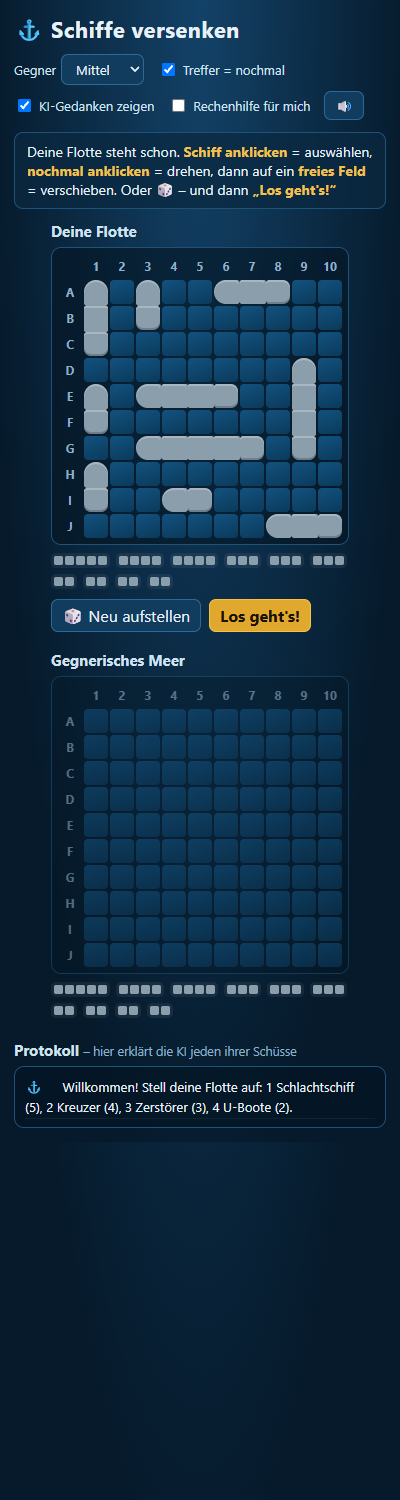 ⚓ Schiffe versenken
Gegner Mittel Treffer = nochmal
KI-Gedanken zeigen Rechenhilfe für mich
Deine Flotte steht schon. Schiff anklicken = auswählen,
nochmal anklicken = drehen, dann auf ein freies Feld
= verschieben. Oder 🎲 – und dann „Los geht's!“
Deine Flotte
1 2 3 4 5 6 7 8 9 10
A
B
C
D
E
F
G
H
I
J
🎲 Neu aufstellen Los geht's!
Gegnerisches Meer
1 2 3 4 5 6 7 8 9 10
A
B
C
D
E
F
G
H
I
J
Protokoll – hier erklärt die KI jeden ihrer Schüsse
⚓ Willkommen! Stell deine Flotte auf: 1 Schlachtschiff
(5), 2 Kreuzer (4), 3 Zerstörer (3), 4 U-Boote (2).